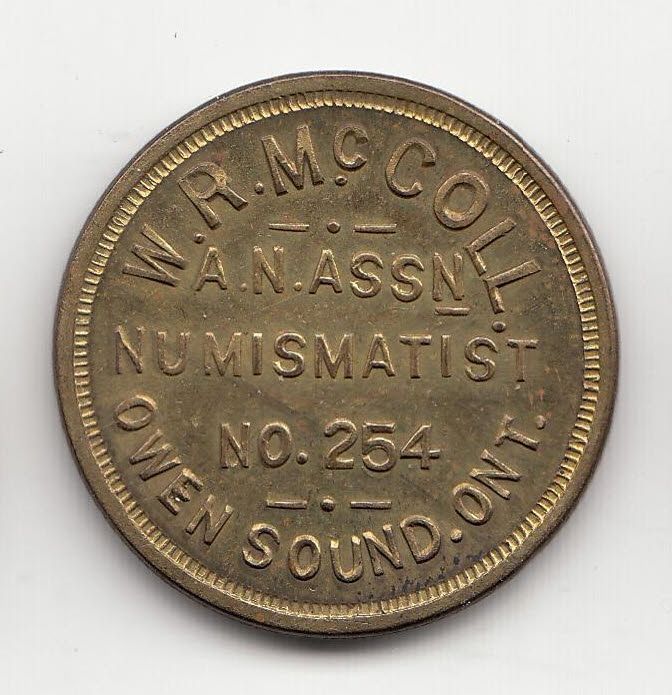 W.R.McCOLL.
A.N.ASSN
NUMISMATIST
NO.254
OWEN SOUND.ONT.